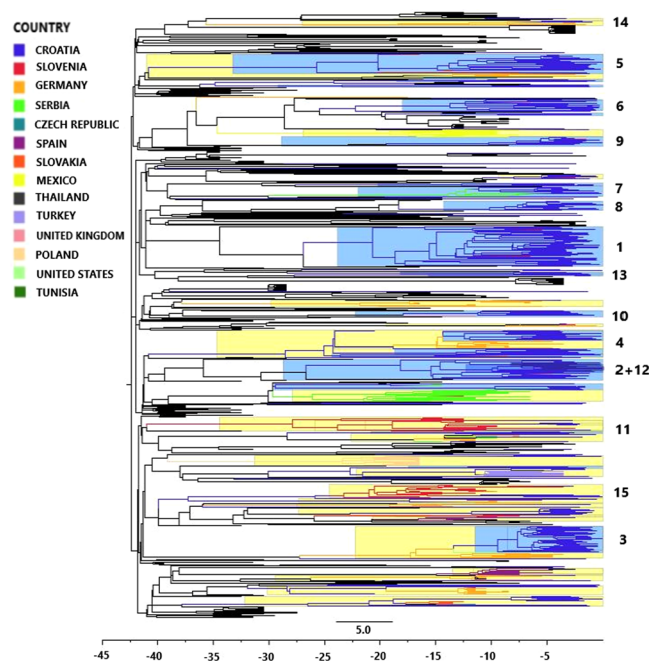 COUNTRY
CROATIA
SLOVENIA
GERMANY
SERBIA
CZECH REPUBLIC
SPAIN
SLOVAKIA
MEXICO
THAILAND
TURKEY
UNITED KINGDOM
POLAND
UNITED STATES
TUNISIA
14
5
6
9
7
8
1
13
10
4
2+12
11
15
3
5.0
-45 -40 -35 -30 -25 -20 -15 -10 -5